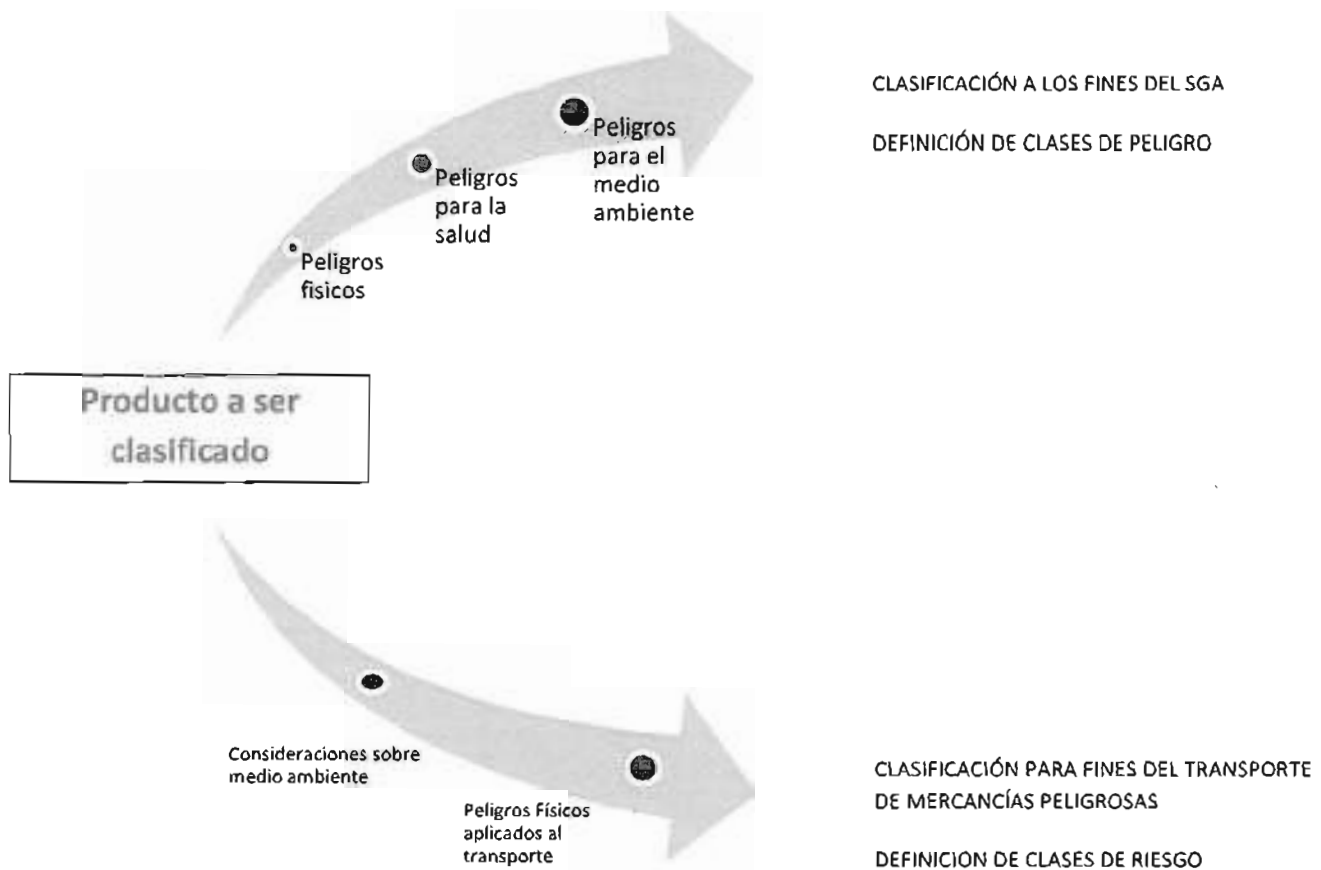 CLASIFICACIÓN A LOS FINES DEL SGA
DEFINICIÓN DE CLASES DE PELIGRO
Peligros
para el
medio
ambiente
Peligros
para la
salud
Peligros
fisicos
Producto a ser
clasificado
Consideraciones sobre
medio ambiente
Peligros Físicos
aplicados al
transporte
CLASIFICACIÓN PARA FINES DEL TRANSPORTE
DE MERCANCÍAS PELIGROSAS
DEFINICION DE CLASES DE RIESGO